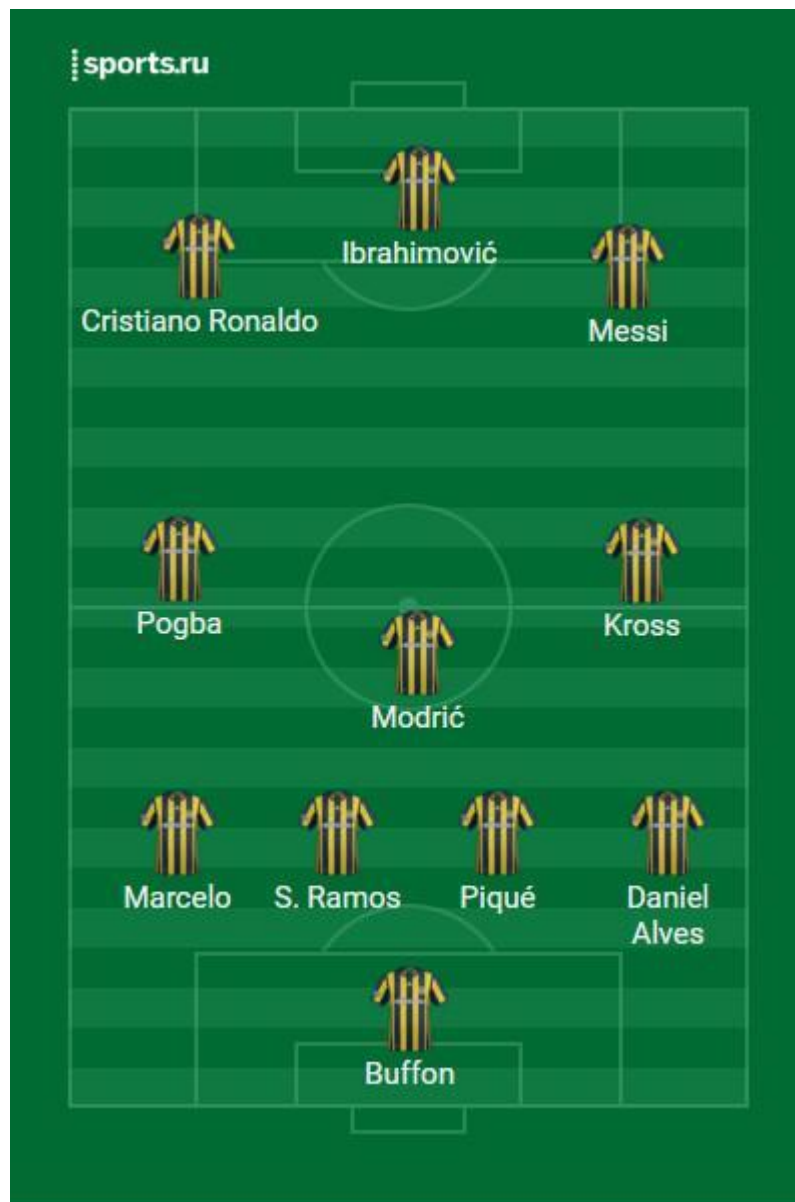 sports.ru
Ibrahimović
Cristiano Ronaldo
Messi
Pogba
Kross
Modrić
Marcelo
S. Ramos
Piqué
Daniel
Alves
Buffon